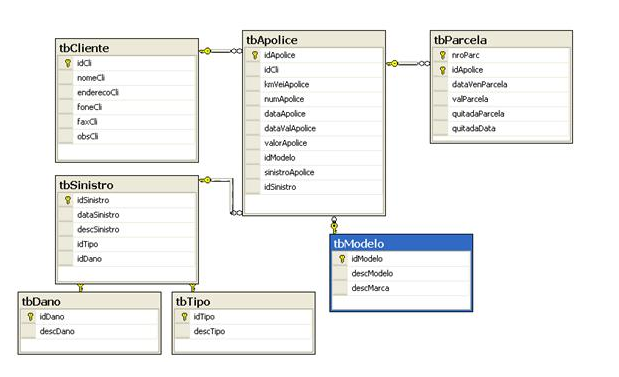 tbCliente
idCli
nomeCli
enderecoCli
foneCli
faxCli
obsCli
tbApolice
idApolice
idCli
kmVeiApolice
numApolice
dataApolice
dataValApolice
valorApolice
idModelo
sinistroApolice
idSinistro
tbParcela
nroParc
idApolice
dataVenParcela
valParcela
quitadaParcela
quitadaData
tbSinistro
idSinistro
dataSinistro
descSinistro
idTipo
idDano
tbModelo
idModelo
descModelo
descMarca
tbDano
idDano
descDano
tbTipo
idTipo
descTipo